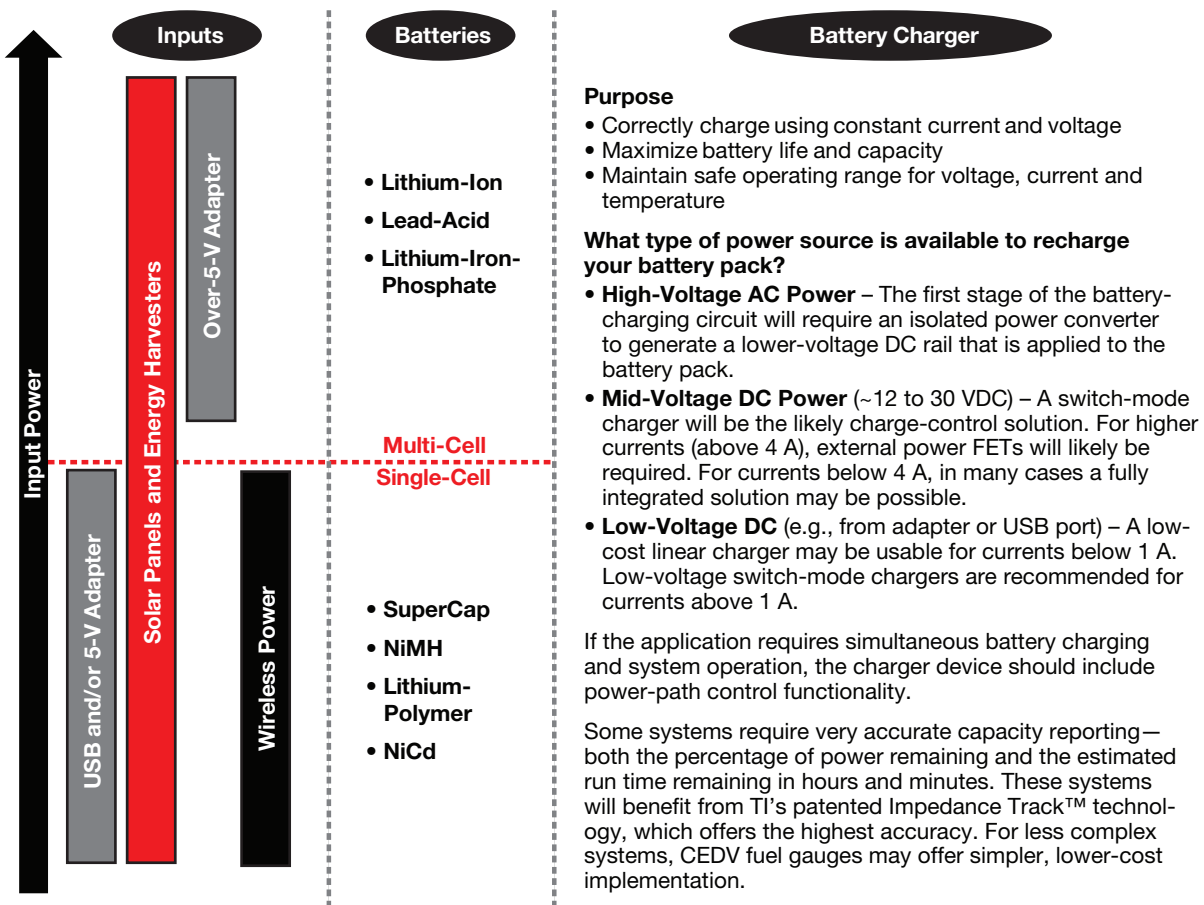 Inputs
Batteries
Battery Charger
Input Power
USB and/or 5-V Adapter
Solar Panels and Energy Harvesters
Over-5-V Adapter
Wireless Power
• Lithium-Ion
• Lead-Acid
• Lithium-Iron-
Phosphate
Multi-Cell
Single-Cell
• SuperCap
• NiMH
• Lithium-
Polymer
• NiCd
Purpose
• Correctly charge using constant current and voltage
• Maximize battery life and capacity
• Maintain safe operating range for voltage, current and
temperature
What type of power source is available to recharge
your battery pack?
• High-Voltage AC Power – The first stage of the battery-
charging circuit will require an isolated power converter
to generate a lower-voltage DC rail that is applied to the
battery pack.
• Mid-Voltage DC Power (~12 to 30 VDC) – A switch-mode
charger will be the likely charge-control solution. For higher
currents (above 4 A), external power FETs will likely be
required. For currents below 4 A, in many cases a fully
integrated solution may be possible.
• Low-Voltage DC (e.g., from adapter or USB port) – A low-
cost linear charger may be usable for currents below 1 A.
Low-voltage switch-mode chargers are recommended for
currents above 1 A.
If the application requires simultaneous battery charging
and system operation, the charger device should include
power-path control functionality.
Some systems require very accurate capacity reporting—
both the percentage of power remaining and the estimated
run time remaining in hours and minutes. These systems
will benefit from TI’s patented Impedance Track™ technol-
ogy, which offers the highest accuracy. For less complex
systems, CEDV fuel gauges may offer simpler, lower-cost
implementation.